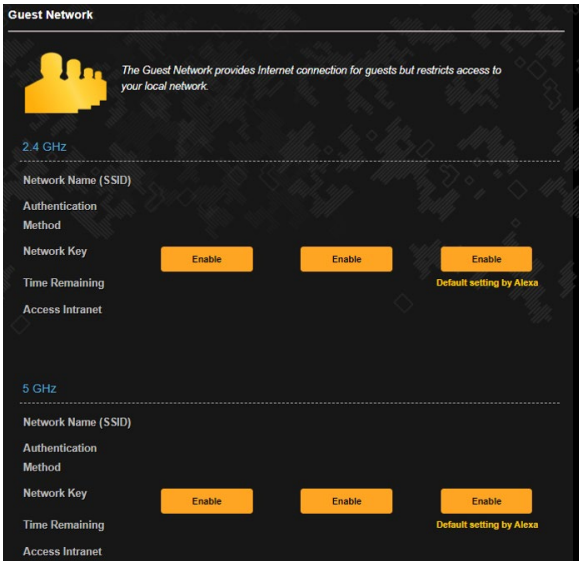 Guest Network
The Guest Network provides Internet connection for guests but restricts access to
your local network.
2.4 GHz
Network Name (SSID)
Authentication
Method
Network Key
Enable Enable Enable
Time Remaining
Default setting by Alexa
Access Intranet
5 GHz
Network Name (SSID)
Authentication
Method
Network Key
Enable Enable Enable
Time Remaining
Default setting by Alexa
Access Intranet